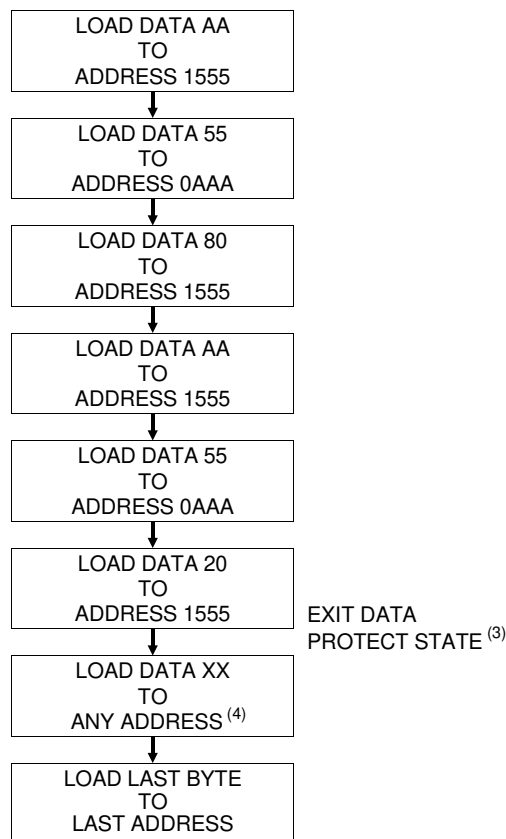 LOAD DATA AA
TO
ADDRESS 1555
LOAD DATA 55
TO
ADDRESS 0AAA
LOAD DATA 80
TO
ADDRESS 1555
LOAD DATA AA
TO
ADDRESS 1555
LOAD DATA 55
TO
ADDRESS 0AAA
LOAD DATA 20
TO
ADDRESS 1555
EXIT DATA
PROTECT STATE (3)
LOAD DATA XX
TO
ANY ADDRESS (4)
LOAD LAST BYTE
TO
LAST ADDRESS